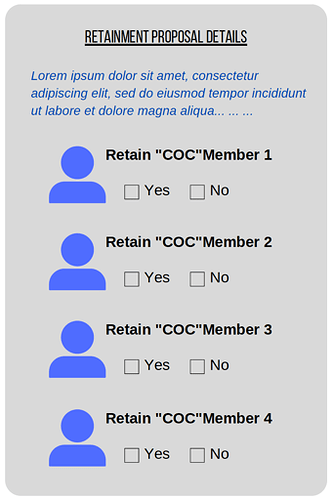 RETAINMENT PROPOSAL DETAILS
Lorem ipsum dolor sit amet, consectetur
adipiscing elit, sed do eiusmod tempor incididunt
ut labore et dolore magna aliqua... ... ...
Retain "COC"Member 1
Yes No
Retain "COC"Member 2
Yes No
Retain "COC"Member 3
Yes No
Retain "COC"Member 4
Yes No